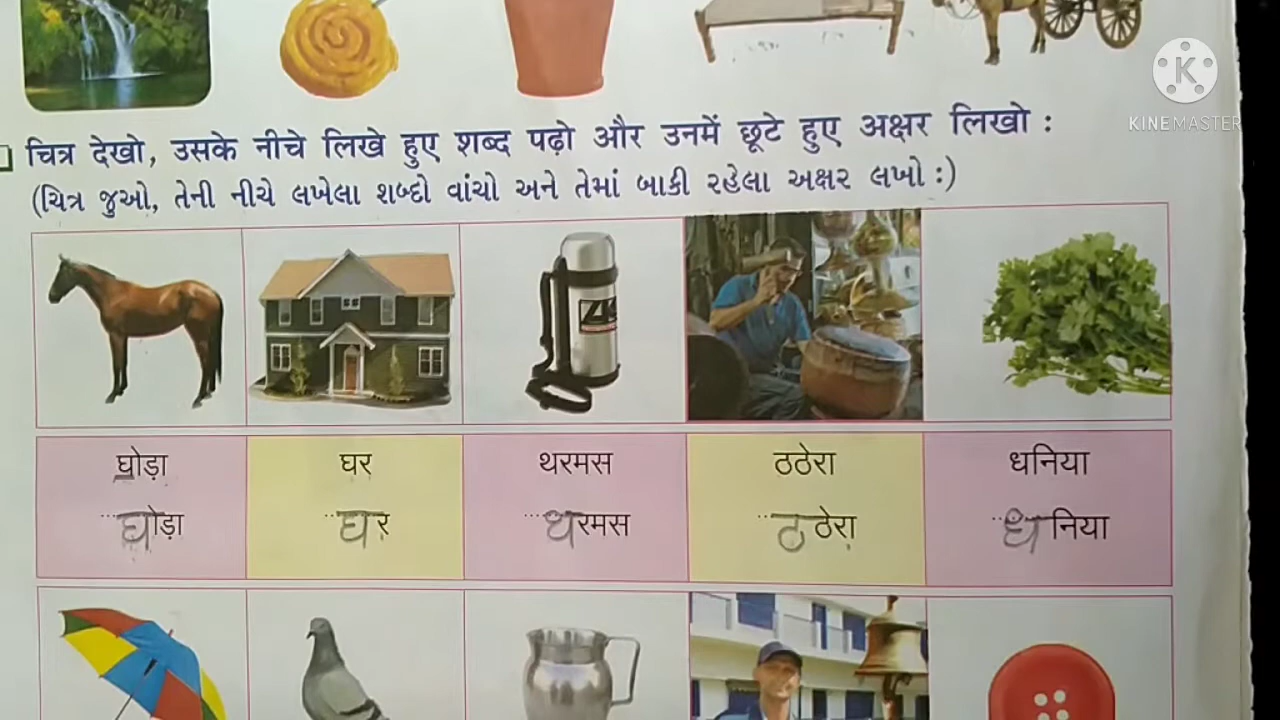 KINEMASTER
चित्र देखो, उसके नीचे लिखे हुए शब्द पढ़ो और उनमें छूटे हुए अक्षर लिखो :
(ચિત્ર જુઓ, તેની નીચે લખેલા શબ્દો વાંચો અને તેમાં બાકી રહેલા અક્ષર લખો :)
घोड़ा घर थरमस ठठेरा धनिया
...घोड़ा ...घर ...थरमस ...ठठेरा ...धनिया